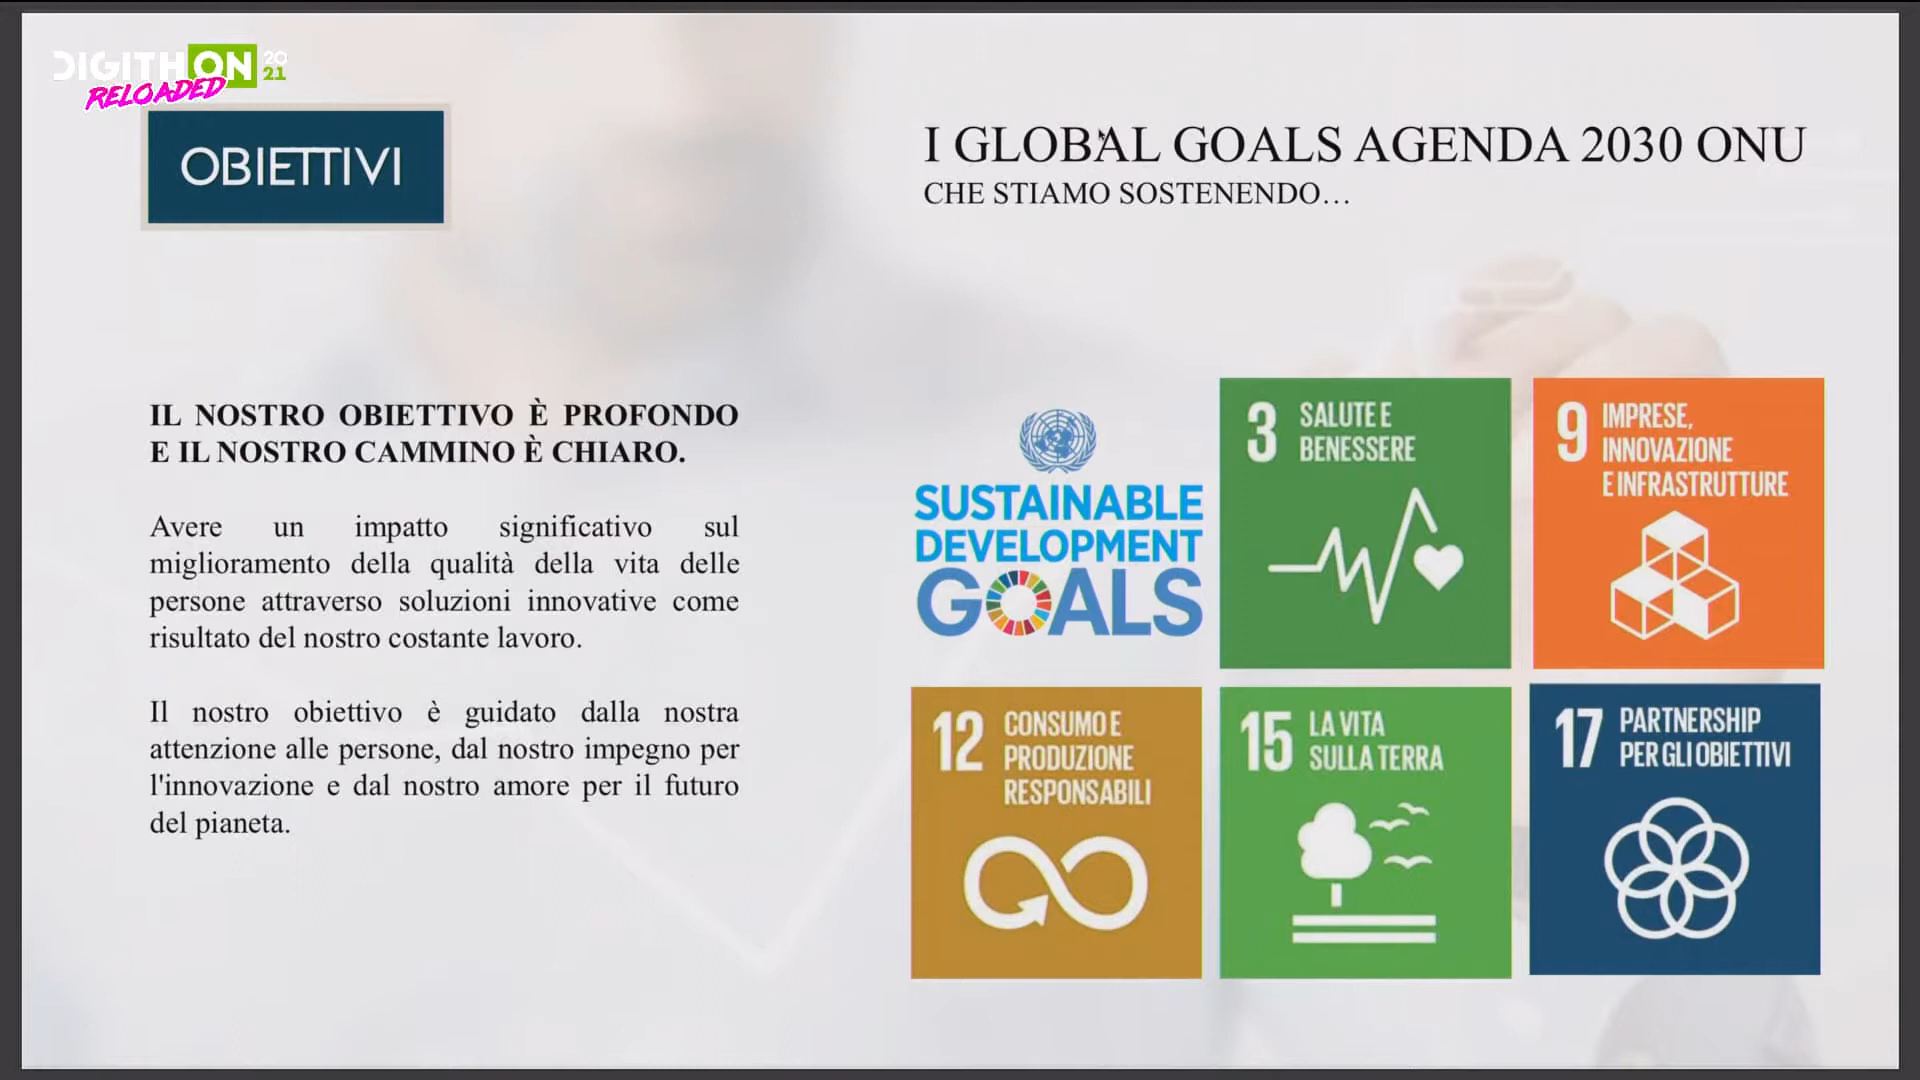 DIGITHON 20
21
RELOADED
OBIETTIVI
I GLOBAL GOALS AGENDA 2030 ONU
CHE STIAMO SOSTENENDO…
IL NOSTRO OBIETTIVO È PROFONDO
E IL NOSTRO CAMMINO È CHIARO.
Avere un impatto significativo sul
miglioramento della qualità della vita delle
persone attraverso soluzioni innovative come
risultato del nostro costante lavoro.
Il nostro obiettivo è guidato dalla nostra
attenzione alle persone, dal nostro impegno per
l'innovazione e dal nostro amore per il futuro
del pianeta.
SUSTAINABLE
DEVELOPMENT
GOALS
3 SALUTE E
BENESSERE
9 IMPRESE,
INNOVAZIONE
E INFRASTRUTTURE
12 CONSUMO E
PRODUZIONE
RESPONSABILI
15 LA VITA
SULLA TERRA
17 PARTNERSHIP
PER GLI OBIETTIVI